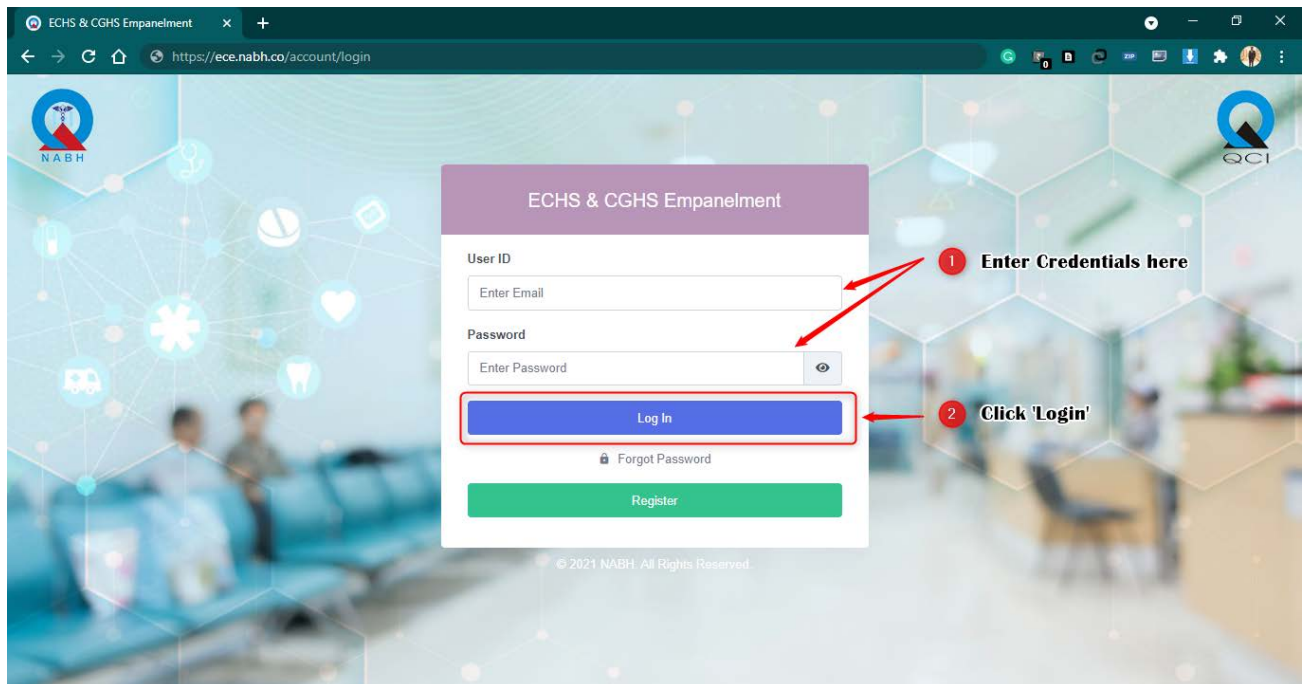 ECHS & CGHS Empanelment
https://ece.nabh.co/account/login
G
0
D
ZIP
NABH
QCI
ECHS & CGHS Empanelment
User ID
Enter Email
1 Enter Credentials here
Password
Enter Password
Log In
2 Click 'Login'
Forgot Password
Register
© 2021 NABH. All Rights Reserved.